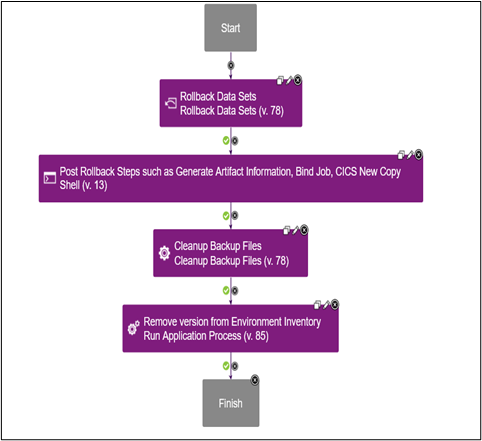 Start
Rollback Data Sets
Rollback Data Sets (v. 78)
Post Rollback Steps such as Generate Artifact Information, Bind Job, CICS New Copy
Shell (v. 13)
Cleanup Backup Files
Cleanup Backup Files (v. 78)
Remove version from Environment Inventory
Run Application Process (v. 85)
Finish